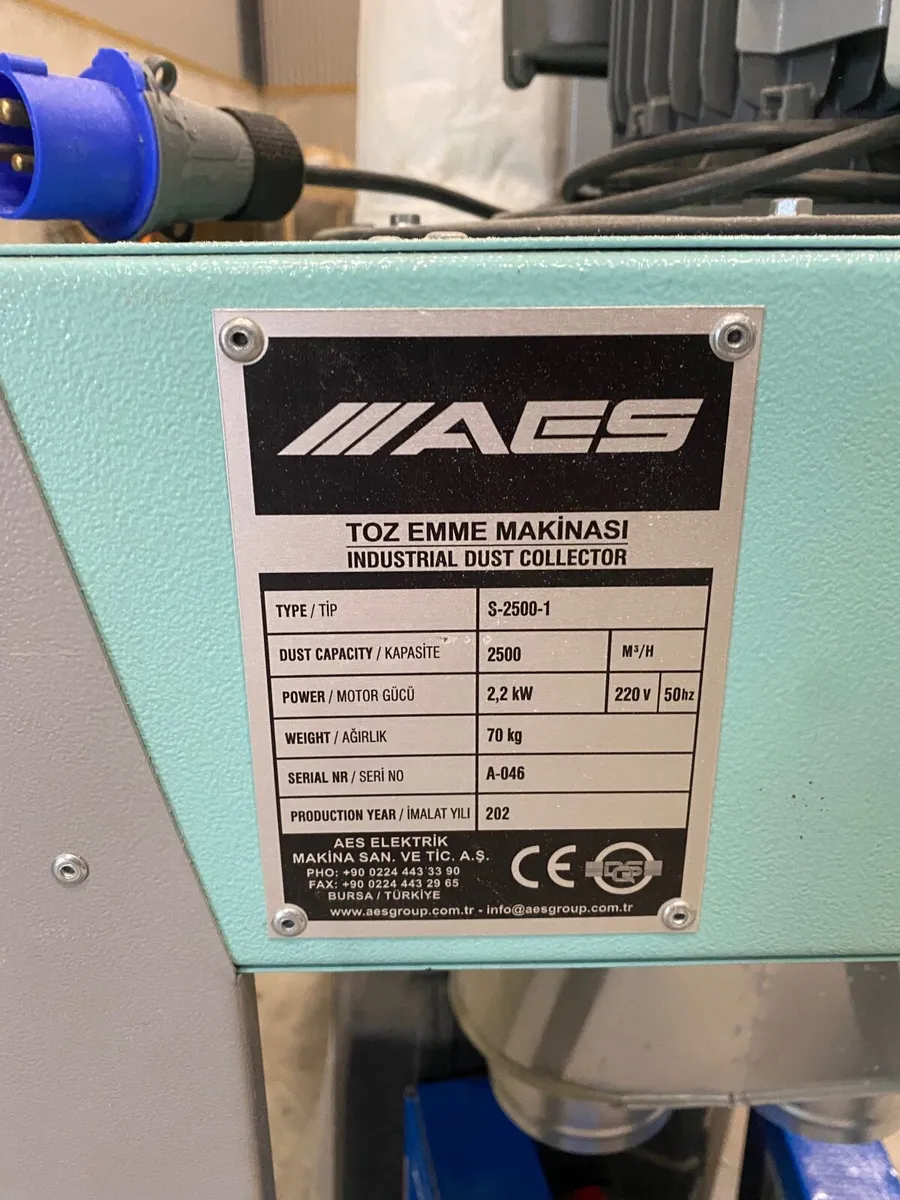 AES
TOZ EMME MAKİNASI
INDUSTRIAL DUST COLLECTOR
TYPE / TİP S-2500-1
DUST CAPACITY / KAPASİTE 2500 M³/H
POWER / MOTOR GÜCÜ 2,2 kW 220 V 50hz
WEIGHT / AĞIRLIK 70 kg
SERIAL NR / SERİ NO A-046
PRODUCTION YEAR / İMALAT YILI 202
AES ELEKTRİK
MAKİNA SAN. VE TİC. A.Ş.
PHO: +90 0224 443 33 90
FAX: +90 0224 443 29 65
BURSA / TÜRKİYE
www.aesgroup.com.tr - info@aesgroup.com.tr
CE